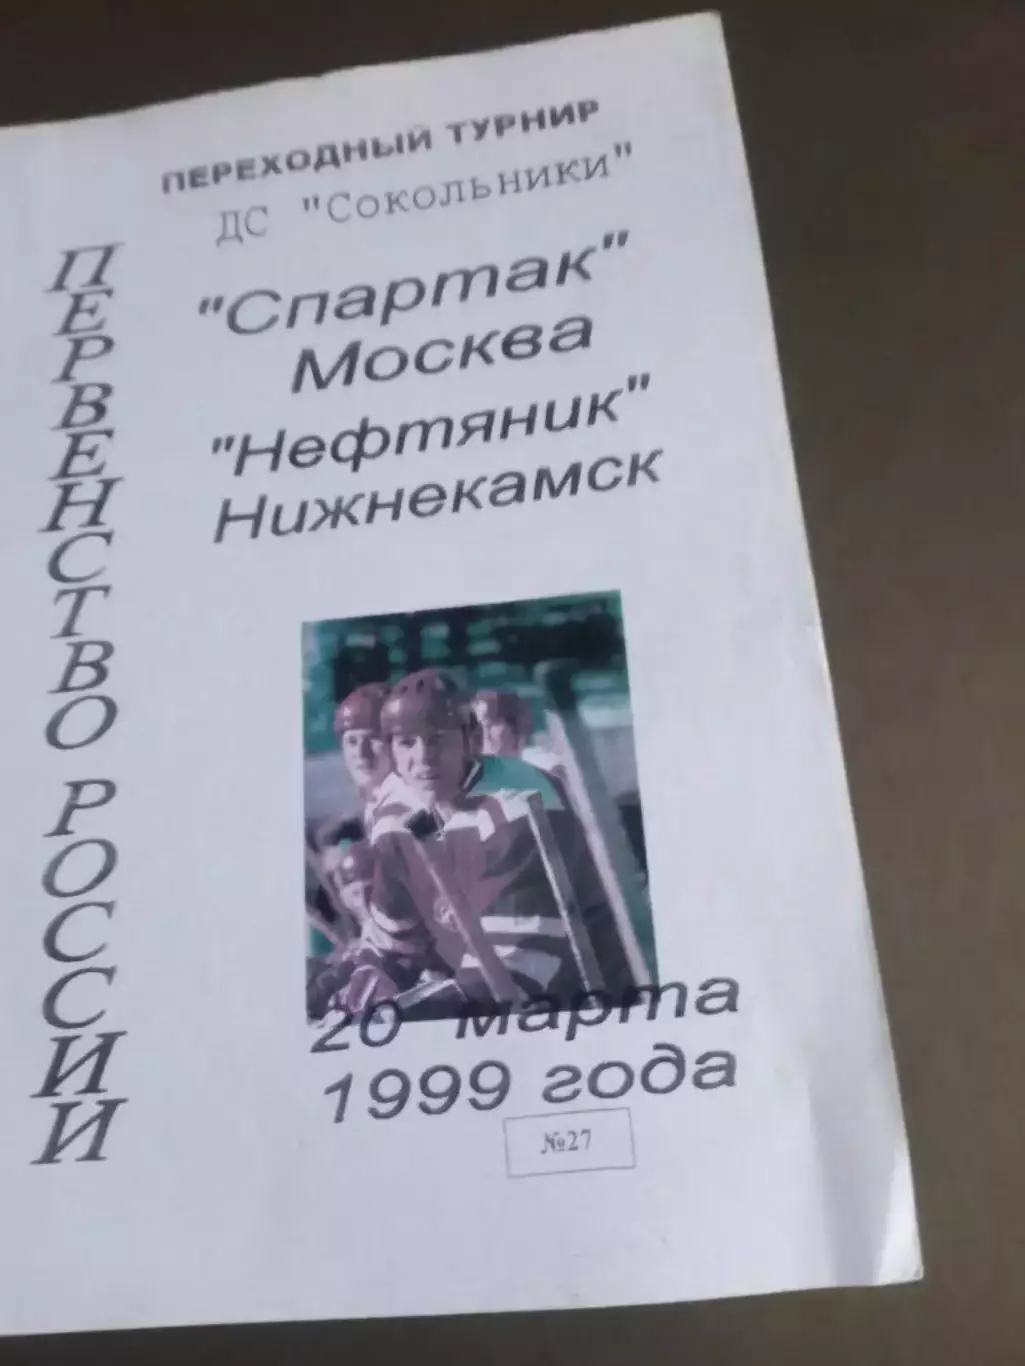 ПЕРЕХОДНЫЙ ТУРНИР
ДС "Сокольники"
ПЕРВЕНСТВО РОССИИ
"Спартак"
Москва
"Нефтяник"
Нижнекамск
20 марта
1999 года
№27